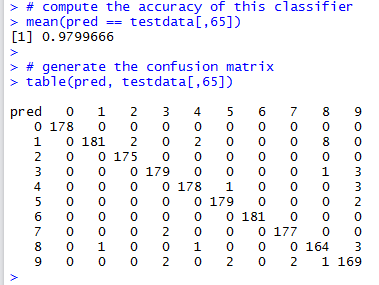 > # compute the accuracy of this classifier
> mean(pred == testdata[,65])
[1] 0.9799666
>
> # generate the confusion matrix
> table(pred, testdata[,65])

pred   0   1   2   3   4   5   6   7   8   9
   0 178   0   0   0   0   0   0   0   0   0
   1   0 181   2   0   2   0   0   0   8   0
   2   0   0 175   0   0   0   0   0   0   0
   3   0   0   0 179   0   0   0   0   1   3
   4   0   0   0   0 178   1   0   0   0   3
   5   0   0   0   0   0 179   0   0   0   2
   6   0   0   0   0   0   0 181   0   0   0
   7   0   0   0   2   0   0   0 177   0   0
   8   0   1   0   0   1   0   0   0 164   3
   9   0   0   0   2   0   2   0   2   1 169
>